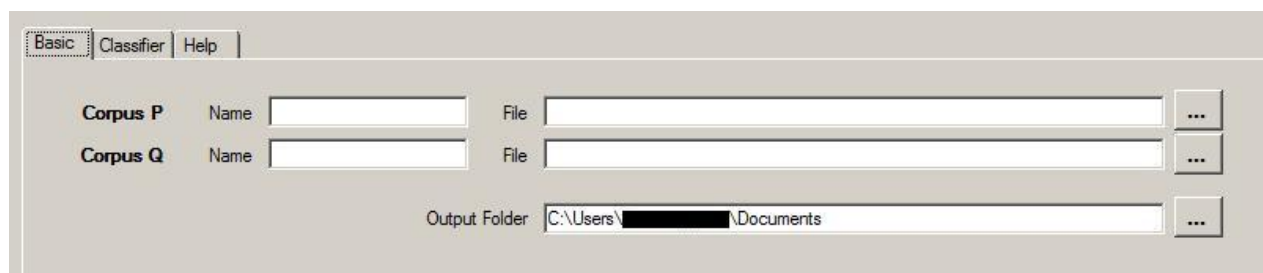 Basic Classifier Help
Corpus P Name File ...
Corpus Q Name File ...
Output Folder C:\Users\ \Documents ...